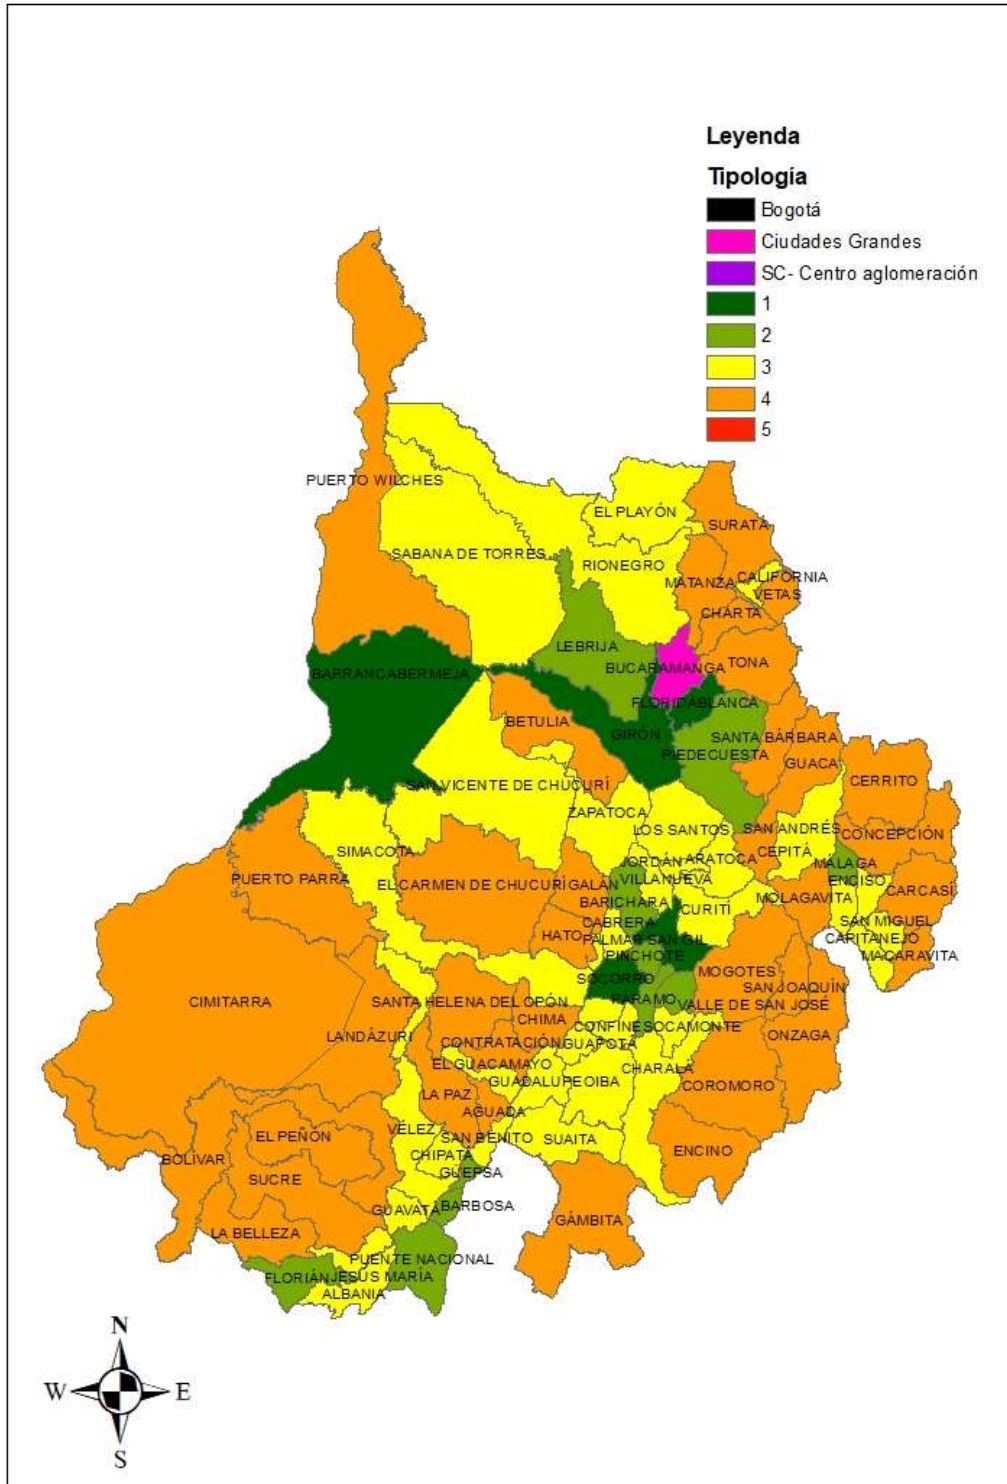 Leyenda
Tipología
Bogotá
Ciudades Grandes
SC- Centro aglomeración
1
2
3
4
5
PUERTO WILCHES
EL PLAYÓN
SURATÁ
SABANA DE TORRES
RIONEGRO
MATANZA
CALIFORNIA
VETAS
CHARTA
LEBRIJA
BUCARAMANGA
TONA
BARRANCABERMEJA
FLORIDABLANCA
BETULIA
GIRÓN
SANTA BÁRBARA
PIEDECUESTA
GUACA
CERRITO
SAN VICENTE DE CHUCURÍ
ZAPATOCA
LOS SANTOS
SAN ANDRÉS
CONCEPCIÓN
SIMACOTA
JORDÁN
ARATOCA
CEPITÁ
MÁLAGA
PUERTO PARRA
EL CARMEN DE CHUCURÍ
GALÁN
VILLANUEVA
ENCISO
CARCASÍ
BARICHARA
CURITÍ
MOLAGAVITA
CABRERA
SAN MIGUEL
HATO
PALMAR
SAN GIL
CAPITANEJO
PINCHOTE
MACARAVITA
SOCORRO
MOGOTES
SAN JOAQUÍN
CIMITARRA
SANTA HELENA DEL OPÓN
PÁRAMO
VALLE DE SAN JOSÉ
CHIMA
LANDÁZURI
CONFINES
OCAMONTE
ONZAGA
CONTRATACIÓN
GUAPOTA
EL GUACAMAYO
CHARALÁ
GUADALUPE
OIBA
COROMORO
LA PAZ
AGUADA
VÉLEZ
EL PEÑÓN
SAN BENITO
SUAITA
ENCINO
CHIPATA
BOLÍVAR
GÜEPSA
SUCRE
GUAVATÁ
BARBOSA
GÁMBITA
LA BELLEZA
PUENTE NACIONAL
FLORIÁN
JESÚS MARÍA
ALBANIA
N
W
E
S